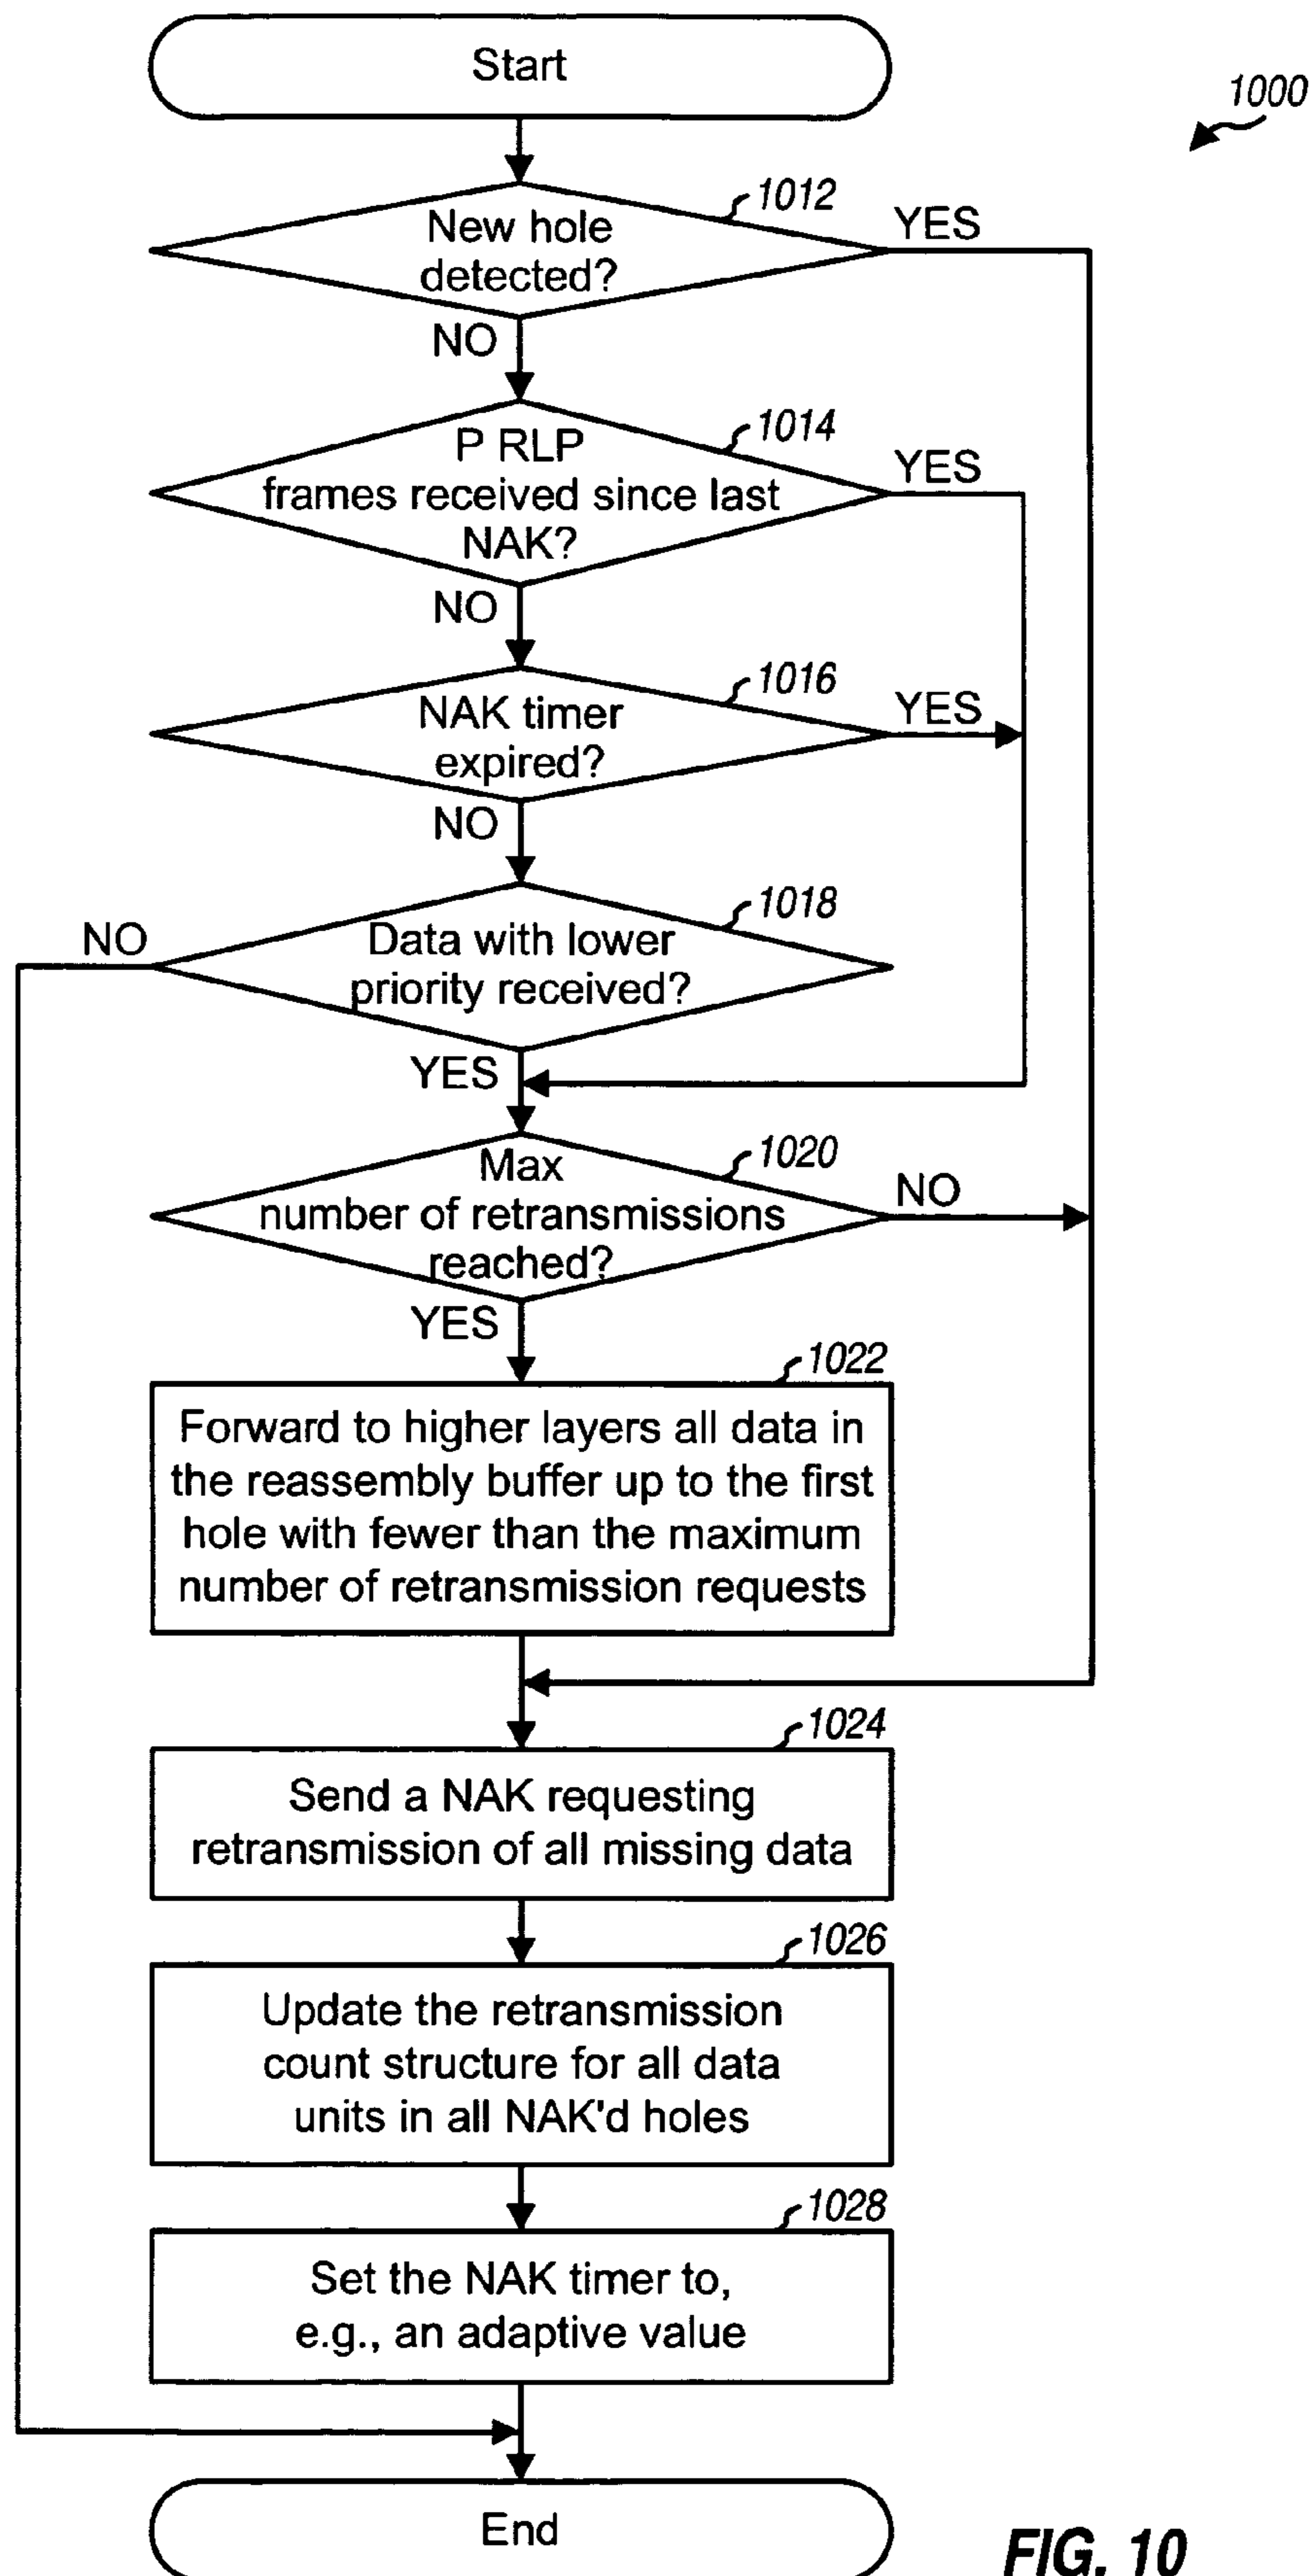 Start
1000
1012
New hole
detected?
YES
NO
1014
P RLP
frames received since last
NAK?
YES
NO
1016
NAK timer
expired?
YES
NO
1018
NO
Data with lower
priority received?
YES
1020
Max
number of retransmissions
reached?
NO
YES
1022
Forward to higher layers all data in
the reassembly buffer up to the first
hole with fewer than the maximum
number of retransmission requests
1024
Send a NAK requesting
retransmission of all missing data
1026
Update the retransmission
count structure for all data
units in all NAK'd holes
1028
Set the NAK timer to,
e.g., an adaptive value
End
FIG. 10